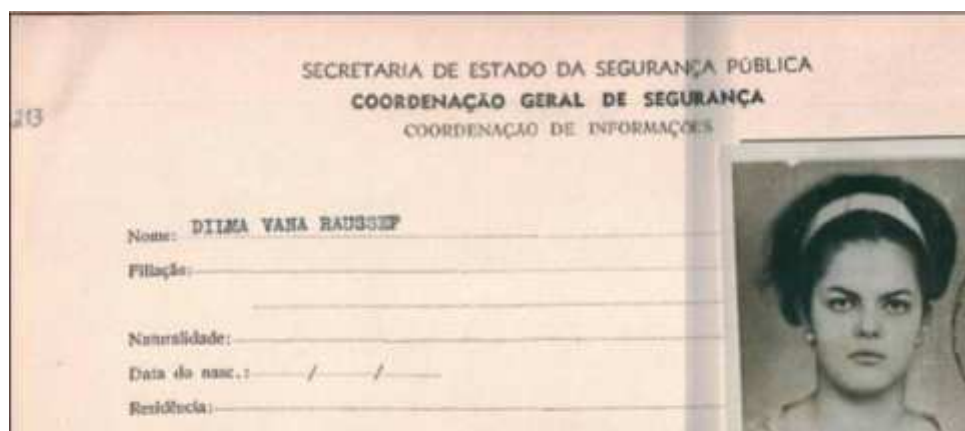 SECRETARIA DE ESTADO DA SEGURANÇA PÚBLICA
COORDENAÇÃO GERAL DE SEGURANÇA
COORDENAÇÃO DE INFORMAÇÕES
213
Nome: DILMA VANA RAUSSEF
Filiação:
Naturalidade:
Data do nasc.: / /
Residência: